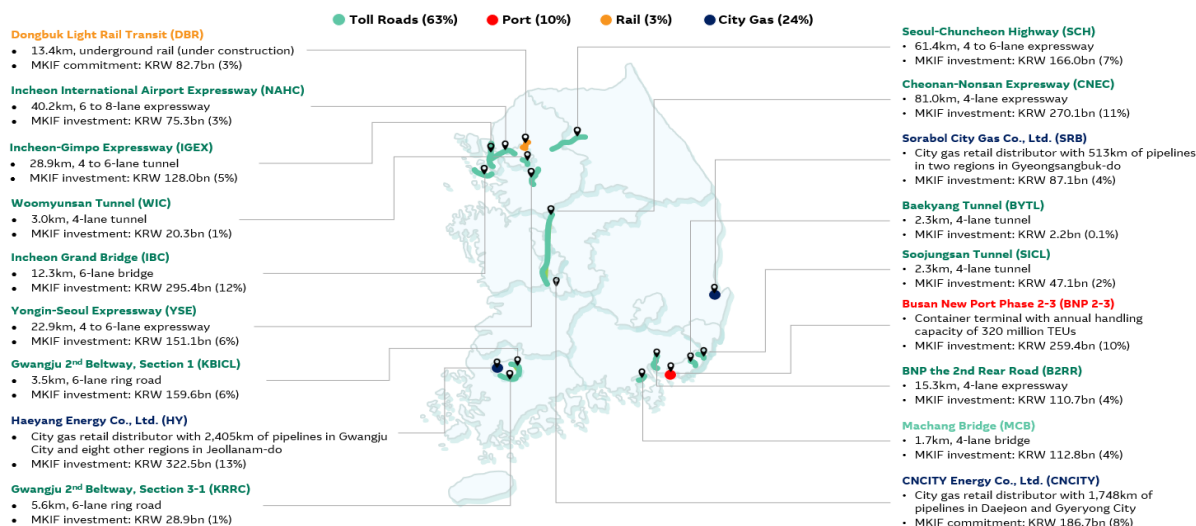 Toll Roads (63%) Port (10%) Rail (3%) City Gas (24%)
Dongbuk Light Rail Transit (DBR)
• 13.4km, underground rail (under construction)
• MKIF commitment: KRW 82.7bn (3%)
Incheon International Airport Expressway (NAHC)
• 40.2km, 6 to 8-lane expressway
• MKIF investment: KRW 75.3bn (3%)
Incheon-Gimpo Expressway (IGEX)
• 28.9km, 4 to 6-lane tunnel
• MKIF investment: KRW 128.0bn (5%)
Woomyunsan Tunnel (WIC)
• 3.0km, 4-lane tunnel
• MKIF investment: KRW 20.3bn (1%)
Incheon Grand Bridge (IBC)
• 12.3km, 6-lane bridge
• MKIF investment: KRW 295.4bn (12%)
Yongin-Seoul Expressway (YSE)
• 22.9km, 4 to 6-lane expressway
• MKIF investment: KRW 151.1bn (6%)
Gwangju 2nd Beltway, Section 1 (KBICL)
• 3.5km, 6-lane ring road
• MKIF investment: KRW 159.6bn (6%)
Haeyang Energy Co., Ltd. (HY)
• City gas retail distributor with 2,405km of pipelines in Gwangju
City and eight other regions in Jeollanam-do
• MKIF investment: KRW 322.5bn (13%)
Gwangju 2nd Beltway, Section 3-1 (KRRC)
• 5.6km, 6-lane ring road
• MKIF investment: KRW 28.9bn (1%)
Seoul-Chuncheon Highway (SCH)
• 61.4km, 4 to 6-lane expressway
• MKIF investment: KRW 166.0bn (7%)
Cheonan-Nonsan Expresway (CNEC)
• 81.0km, 4-lane expressway
• MKIF investment: KRW 270.1bn (11%)
Sorabol City Gas Co., Ltd. (SRB)
• City gas retail distributor with 513km of pipelines
in two regions in Gyeongsangbuk-do
• MKIF investment: KRW 87.1bn (4%)
Baekyang Tunnel (BYTL)
• 2.3km, 4-lane tunnel
• MKIF investment: KRW 2.2bn (0.1%)
Soojungsan Tunnel (SICL)
• 2.3km, 4-lane tunnel
• MKIF investment: KRW 47.1bn (2%)
Busan New Port Phase 2-3 (BNP 2-3)
• Container terminal with annual handling
capacity of 320 million TEUs
• MKIF investment: KRW 259.4bn (10%)
BNP the 2nd Rear Road (B2RR)
• 15.3km, 4-lane expressway
• MKIF investment: KRW 110.7bn (4%)
Machang Bridge (MCB)
• 1.7km, 4-lane bridge
• MKIF investment: KRW 112.8bn (4%)
CNCITY Energy Co., Ltd. (CNCITY)
• City gas retail distributor with 1,748km of
pipelines in Daejeon and Gyeryong City
• MKIF commitment: KRW 186.7bn (8%)